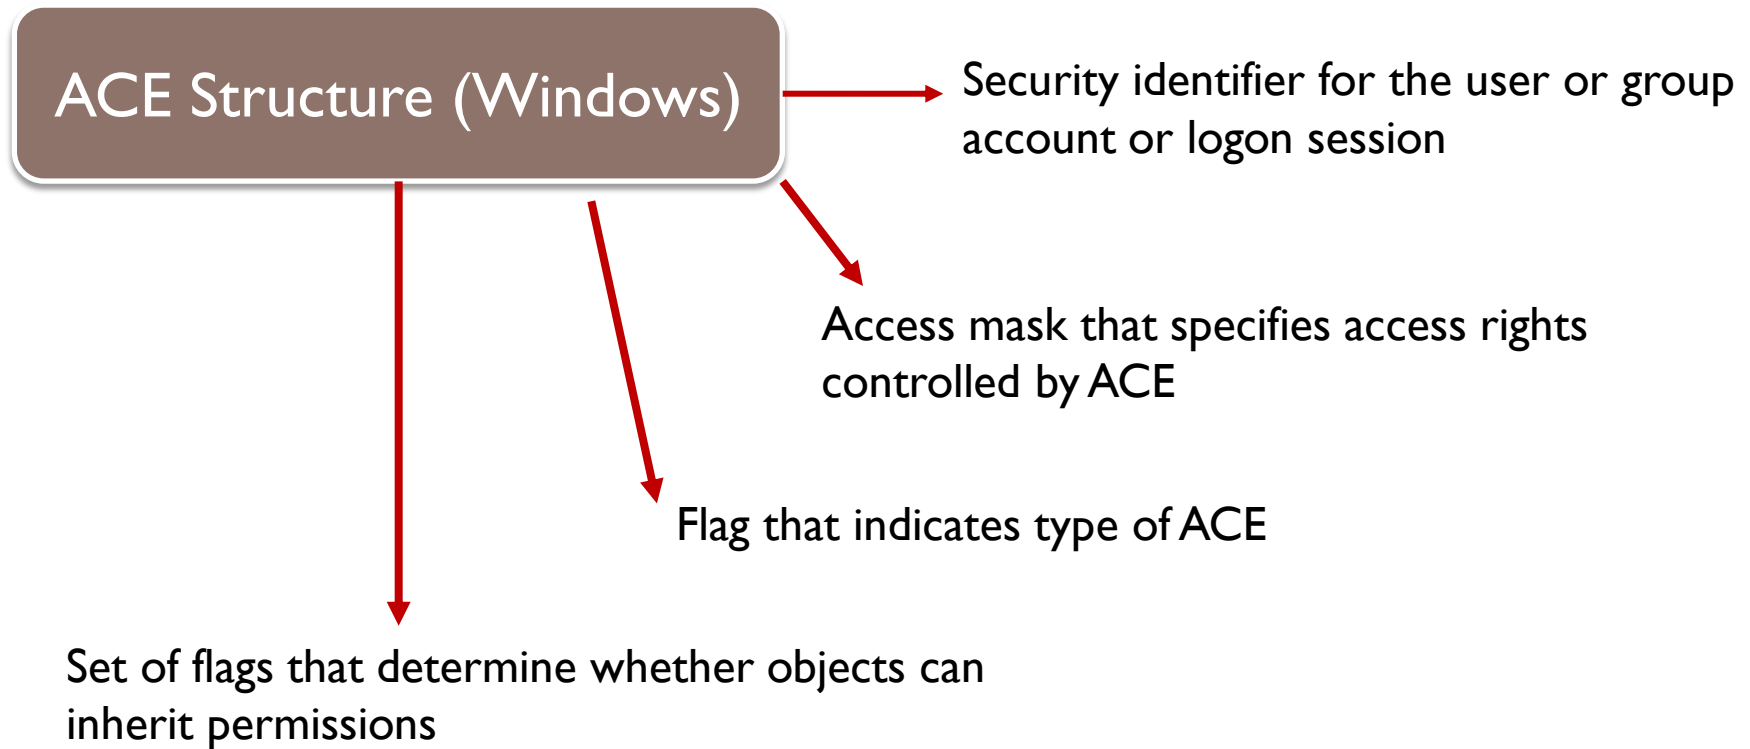 ACE Structure (Windows)
Security identifier for the user or group
account or logon session
Access mask that specifies access rights
controlled by ACE
Flag that indicates type of ACE
Set of flags that determine whether objects can
inherit permissions